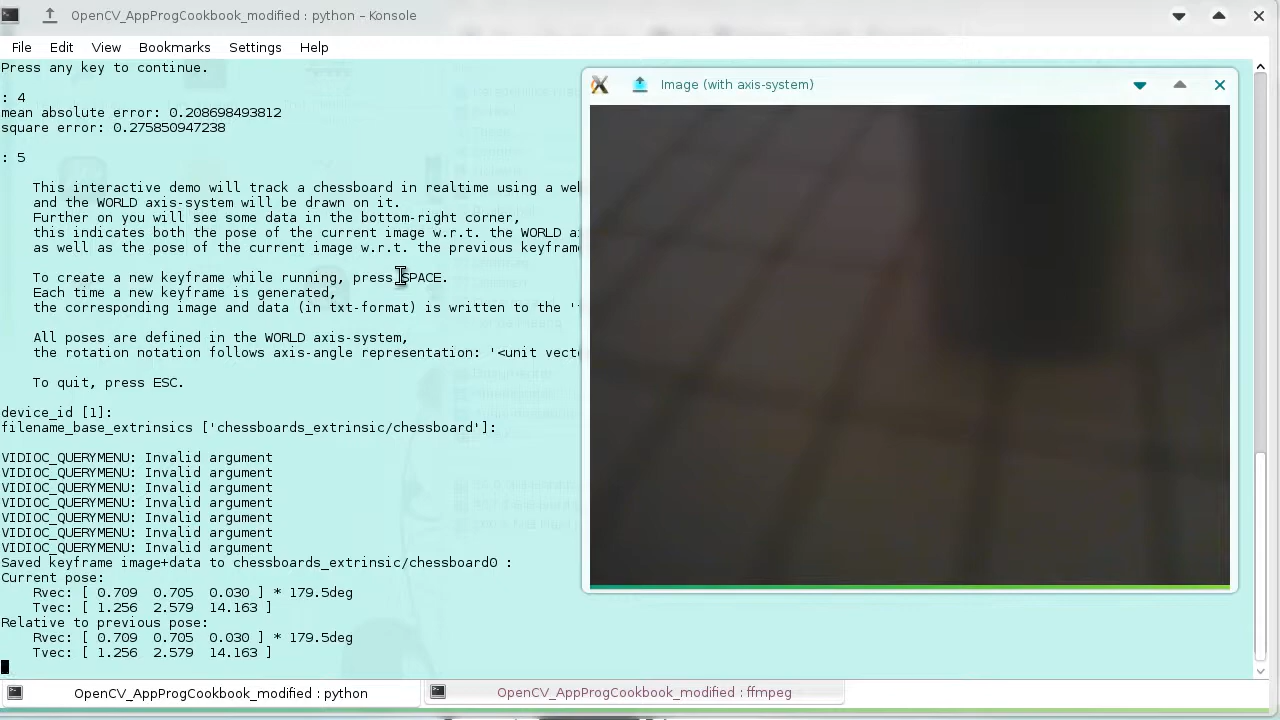 OpenCV_AppProgCookbook_modified : python – Konsole
File Edit View Bookmarks Settings Help
Press any key to continue.
: 4
mean absolute error: 0.208698493812
square error: 0.275850947238
: 5
This interactive demo will track a chessboard in realtime using a we
and the WORLD axis-system will be drawn on it.
Further on you will see some data in the bottom-right corner,
this indicates both the pose of the current image w.r.t. the WORLD a
as well as the pose of the current image w.r.t. the previous keyframe
To create a new keyframe while running, press SPACE.
Each time a new keyframe is generated,
the corresponding image and data (in txt-format) is written to the '
All poses are defined in the WORLD axis-system,
the rotation notation follows axis-angle representation: '<unit vect
To quit, press ESC.
device_id [1]:
filename_base_extrinsics ['chessboards_extrinsic/chessboard']:
VIDIOC_QUERYMENU: Invalid argument
VIDIOC_QUERYMENU: Invalid argument
VIDIOC_QUERYMENU: Invalid argument
VIDIOC_QUERYMENU: Invalid argument
VIDIOC_QUERYMENU: Invalid argument
VIDIOC_QUERYMENU: Invalid argument
VIDIOC_QUERYMENU: Invalid argument
Saved keyframe image+data to chessboards_extrinsic/chessboard0 :
Current pose:
Rvec: [ 0.709 0.705 0.030 ] * 179.5deg
Tvec: [ 1.256 2.579 14.163 ]
Relative to previous pose:
Rvec: [ 0.709 0.705 0.030 ] * 179.5deg
Tvec: [ 1.256 2.579 14.163 ]
Image (with axis-system)
OpenCV_AppProgCookbook_modified : python
OpenCV_AppProgCookbook_modified : ffmpeg